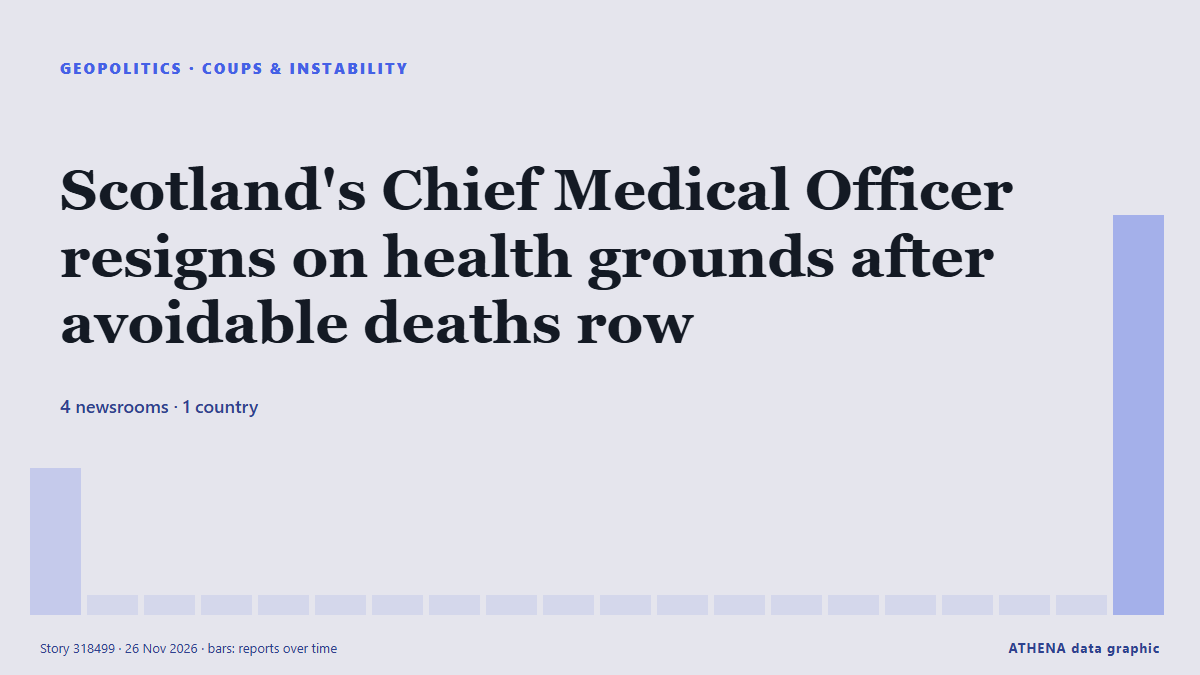 GEOPOLITICS · COUPS & INSTABILITY
Scotland's Chief Medical Officer
resigns on health grounds after
avoidable deaths row
4 newsrooms · 1 country
Story 318499 · 26 Nov 2026 · bars: reports over time
ATHENA data graphic